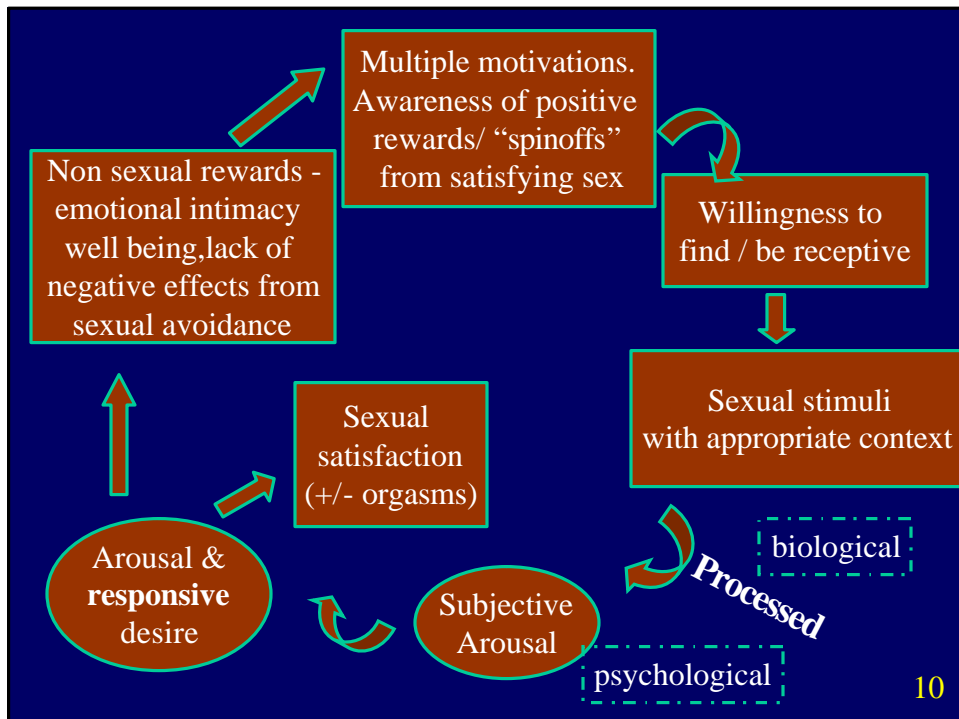 Multiple motivations.
Awareness of positive
rewards/ “spinoffs”
from satisfying sex
Non sexual rewards -
emotional intimacy
well being,lack of
negative effects from
sexual avoidance
Willingness to
find / be receptive
Sexual stimuli
with appropriate context
Sexual
satisfaction
(+/- orgasms)
biological
Processed
Arousal &
responsive
desire
Subjective
Arousal
psychological
10